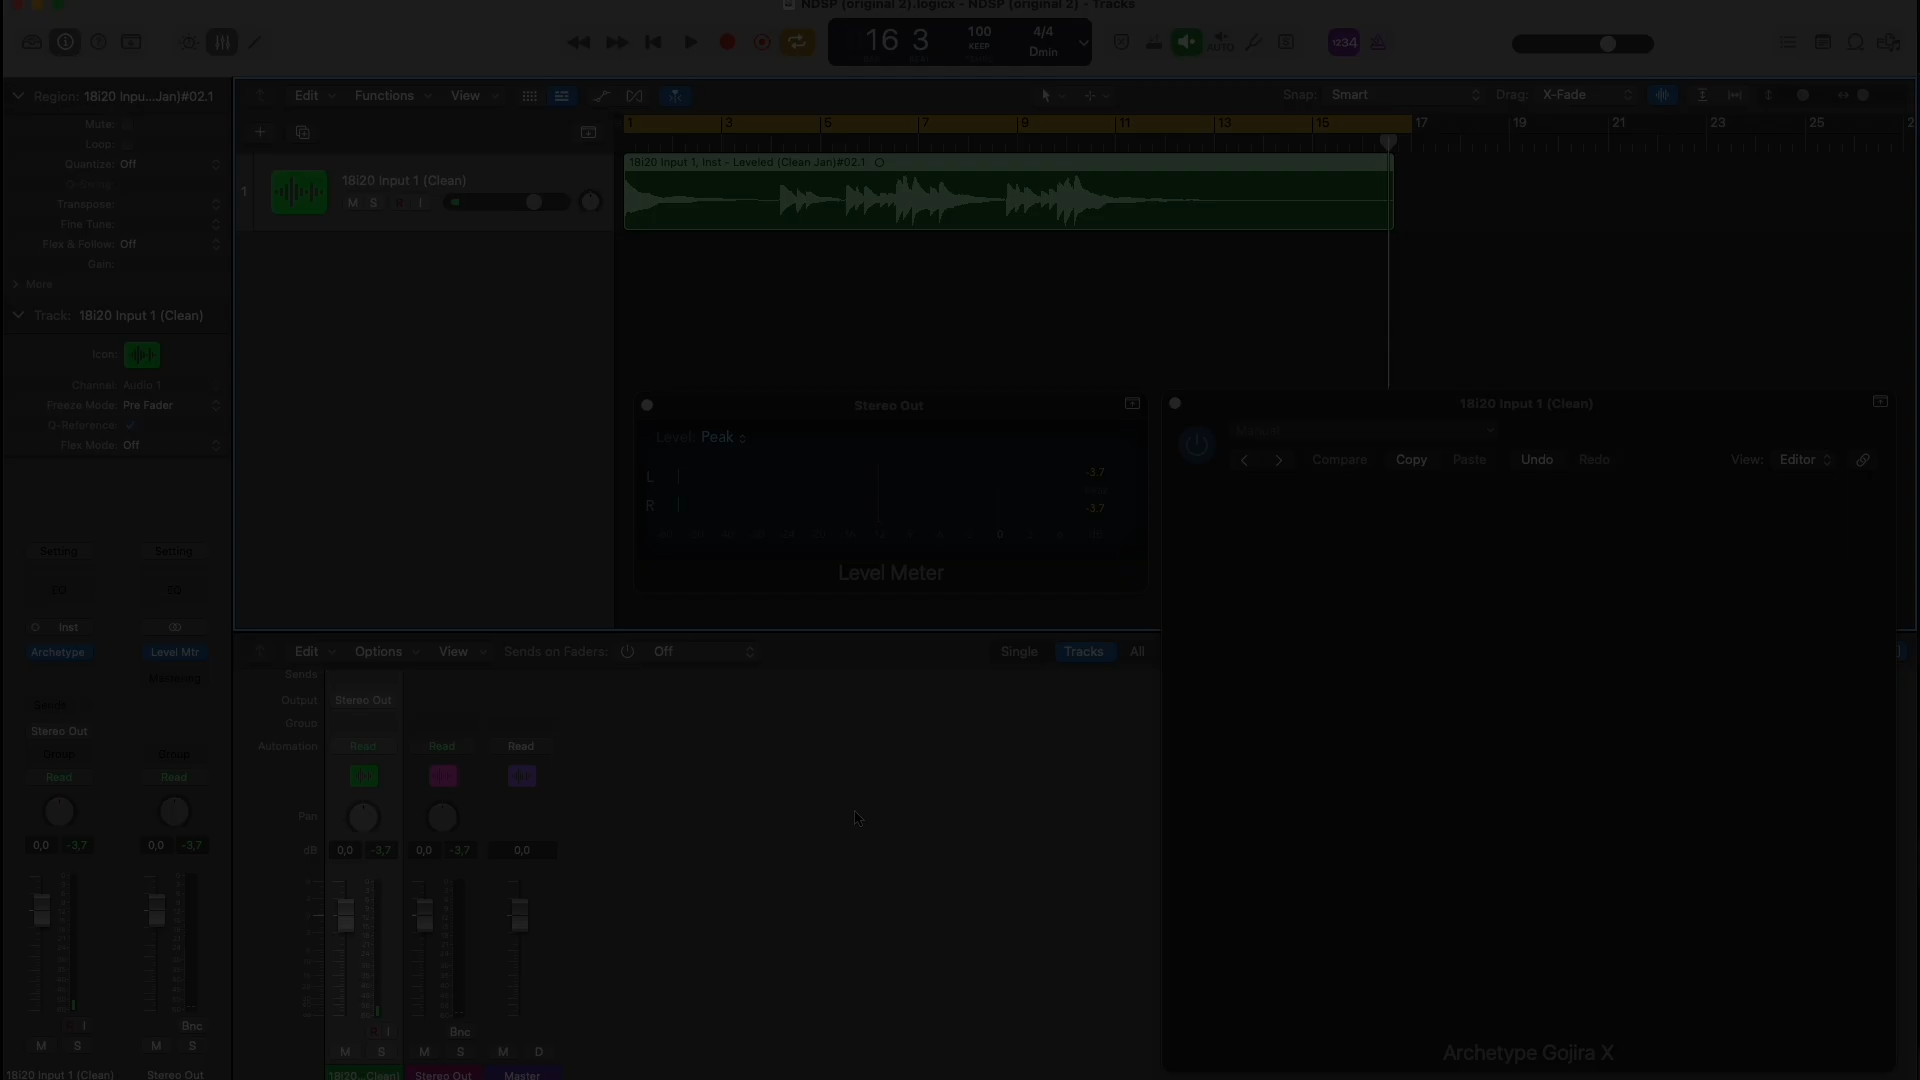 NDSP (original 2).logicx - NDSP (original 2) - Tracks
16 3
100
KEEP
4/4
Dmin
AUTO
1234
Region: 18i20 Inpu...Jan)#02.1
Mute:
Loop:
Quantize: Off
Q-Swing:
Transpose:
Fine Tune:
Flex & Follow: Off
Gain:
More
Track: 18i20 Input 1 (Clean)
Icon:
Channel: Audio 1
Freeze Mode: Pre Fader
Q-Reference:
Flex Mode: Off
Edit Functions View
Snap: Smart
Drag: X-Fade
1 3 5 7 9 11 13 15 17 19 21 23 25
1
18i20 Input 1 (Clean)
M S R I
18i20 Input 1, Inst - Leveled (Clean Jan)#02.1
Stereo Out
Level: Peak
L
R
-3.7
-3.7
Level Meter
18i20 Input 1 (Clean)
Manual
Compare Copy Paste Undo Redo
View: Editor
Archetype Gojira X
Setting Setting
EQ EQ
Inst
Archetype Level Mtr
Mastering
Sends
Stereo Out
Group Group
Read Read
0,0 -3,7 0,0 -3,7
R I Bnc
M S M S
18i20 Input 1 (Clean) Stereo Out
Edit Options View Sends on Faders: Off
Single Tracks All
Sends
Output Stereo Out
Group
Automation Read Read Read
Pan
dB 0,0 -3,7 0,0 -3,7 0,0
R I Bnc
M S M S M D
18i20...Clean) Stereo Out Master